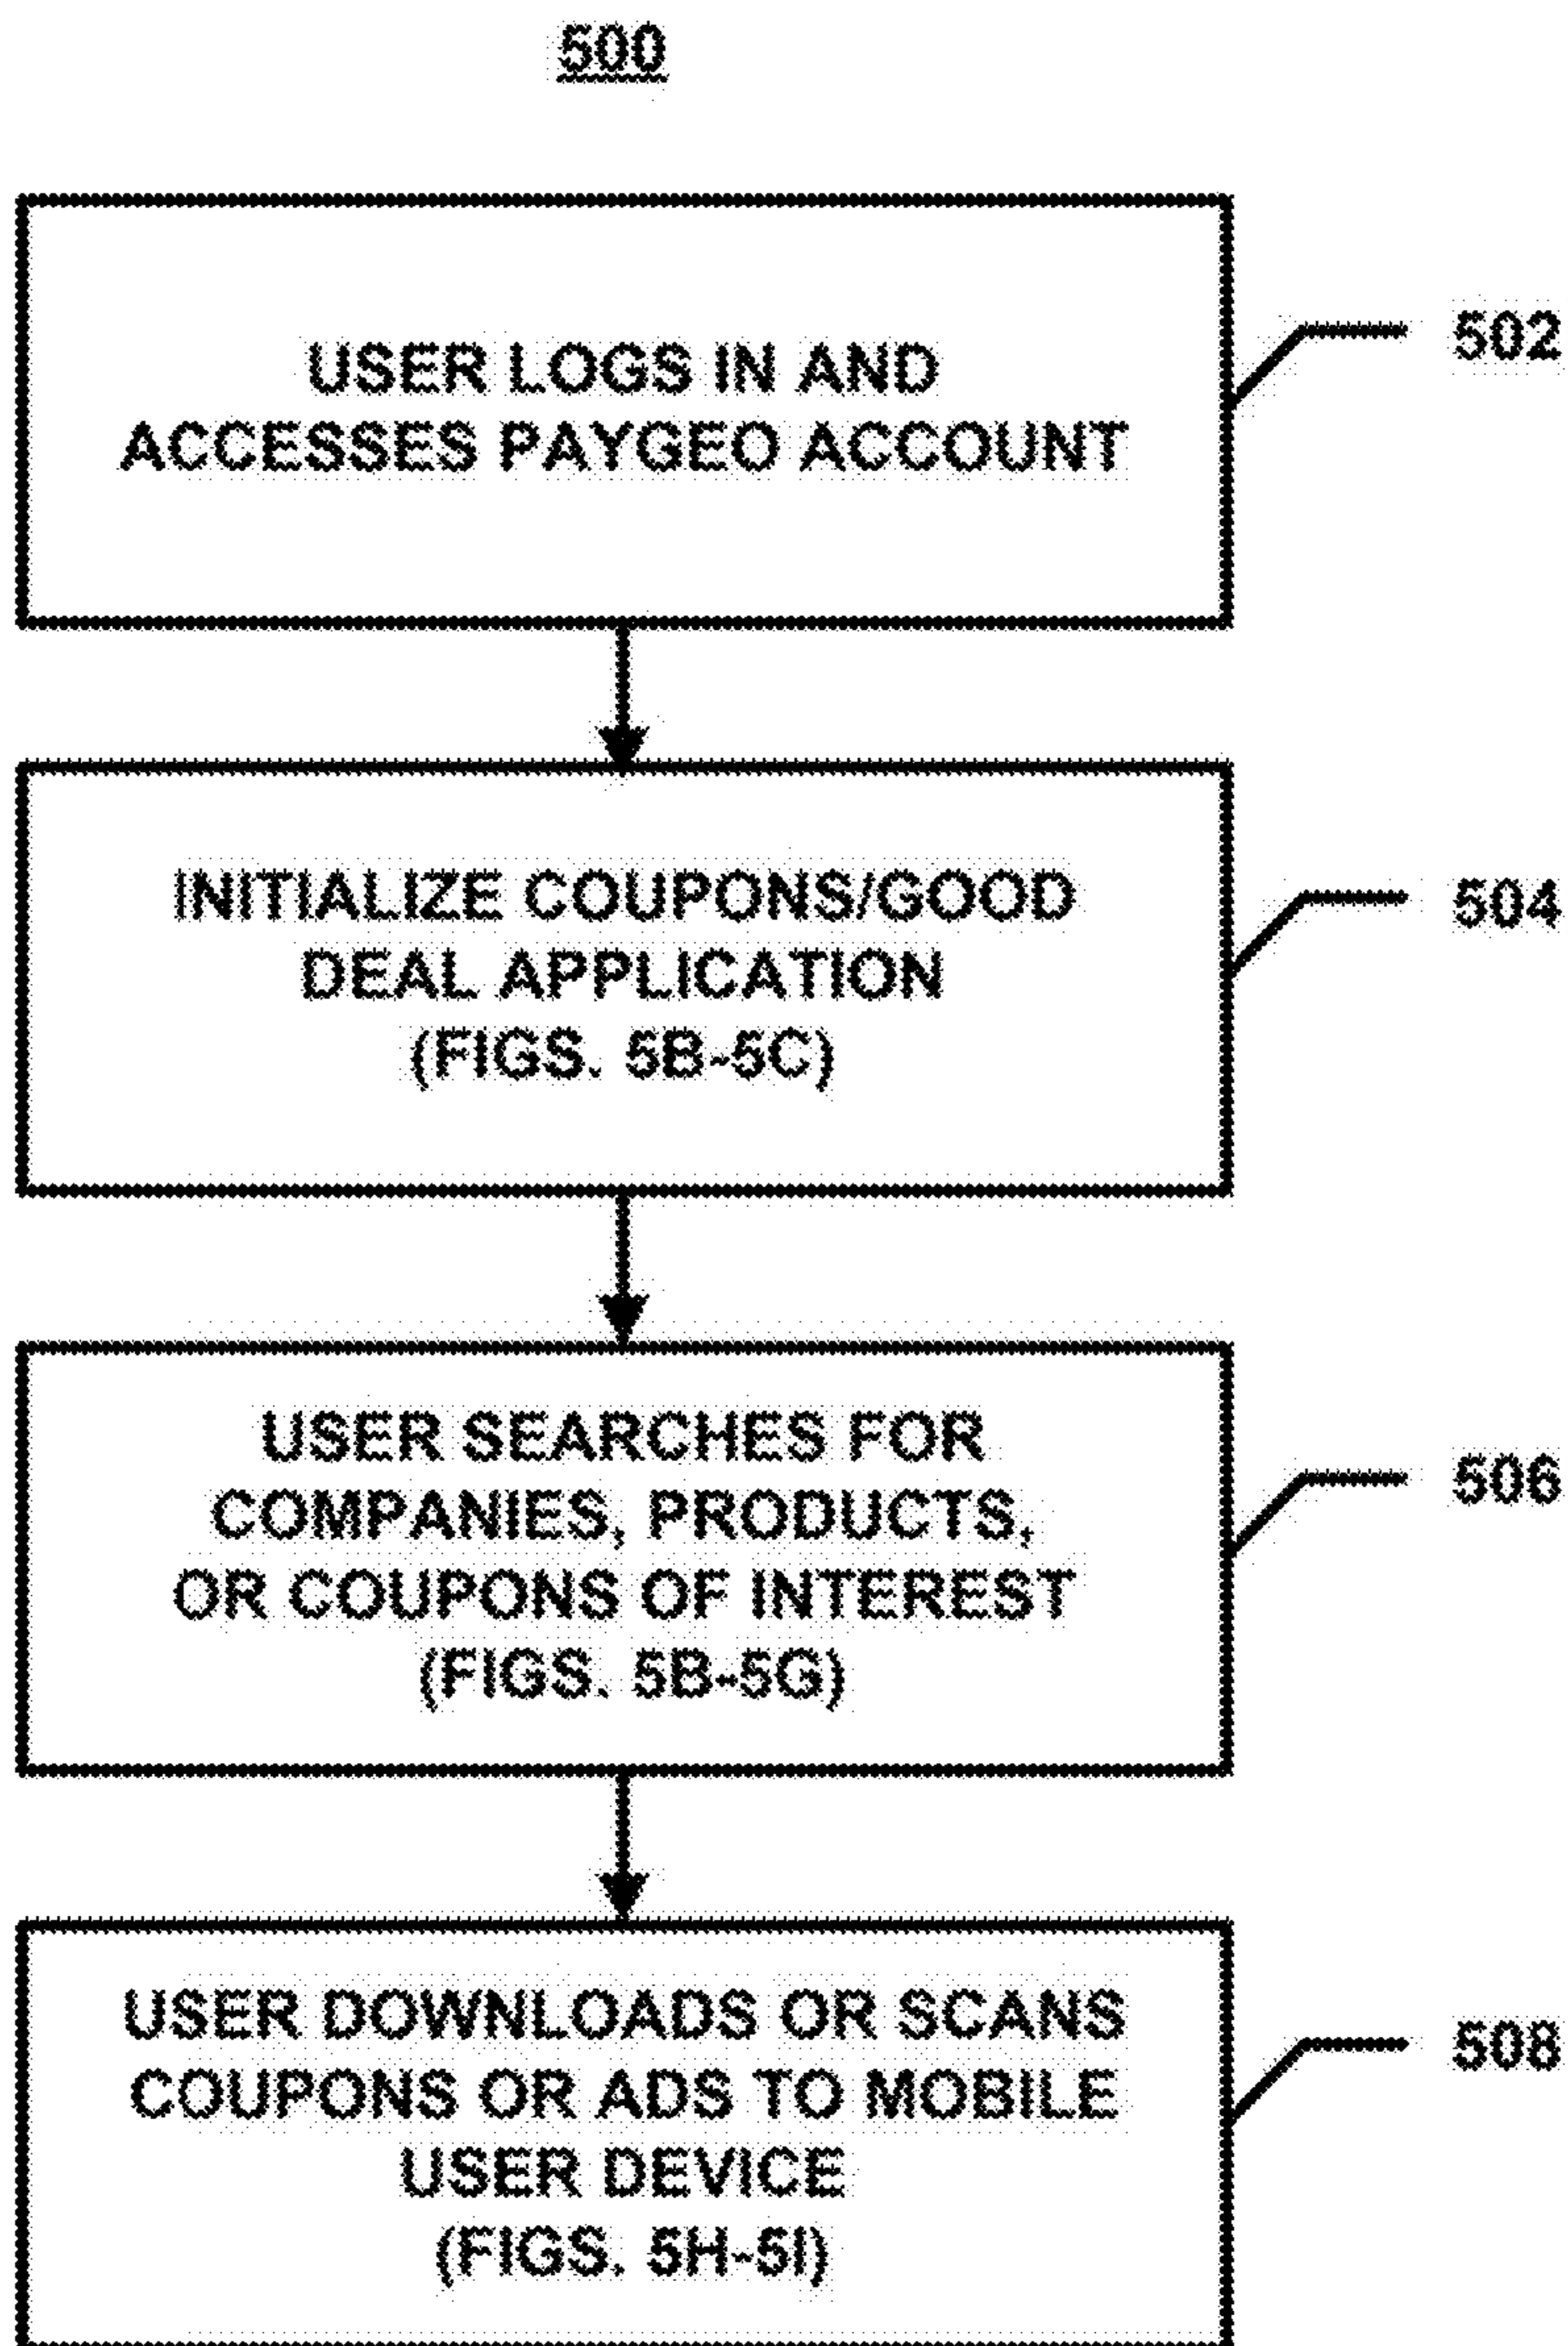 500
USER LOGS IN AND
ACCESSES PAYGEO ACCOUNT
502
INITIALIZE COUPONS/GOOD
DEAL APPLICATION
(FIGS. 5B-5C)
504
USER SEARCHES FOR
COMPANIES, PRODUCTS,
OR COUPONS OF INTEREST
(FIGS. 5B-5G)
506
USER DOWNLOADS OR SCANS
COUPONS OR ADS TO MOBILE
USER DEVICE
(FIGS. 5H-5I)
508